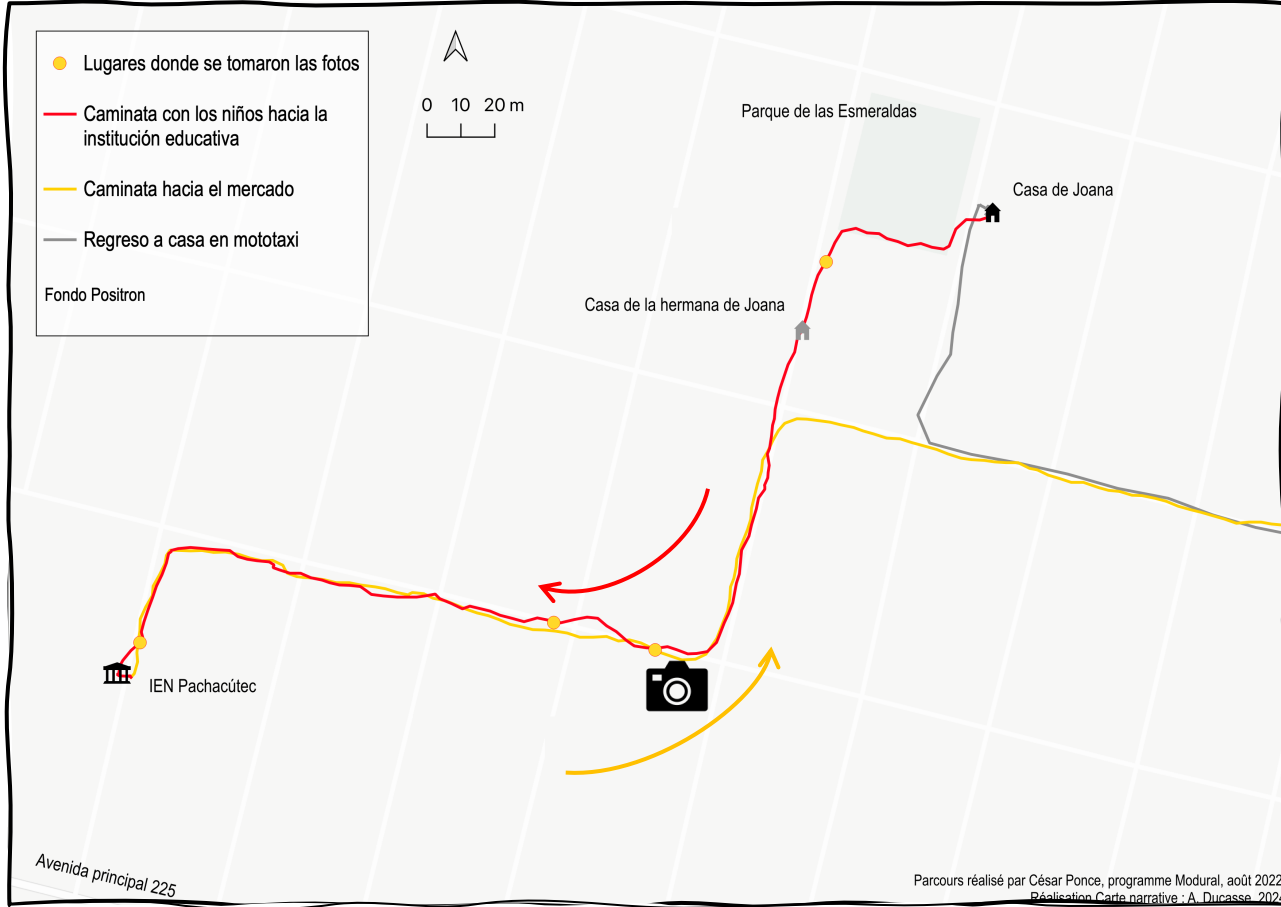 Lugares donde se tomaron las fotos
Caminata con los niños hacia la
institución educativa
Caminata hacia el mercado
Regreso a casa en mototaxi
Fondo Positron
0 10 20 m
Parque de las Esmeraldas
Casa de Joana
Casa de la hermana de Joana
IEN Pachacútec
Avenida principal 225
Parcours réalisé par César Ponce, programme Modural, août 2022
Réalisation Carte narrative : A. Ducasse, 202